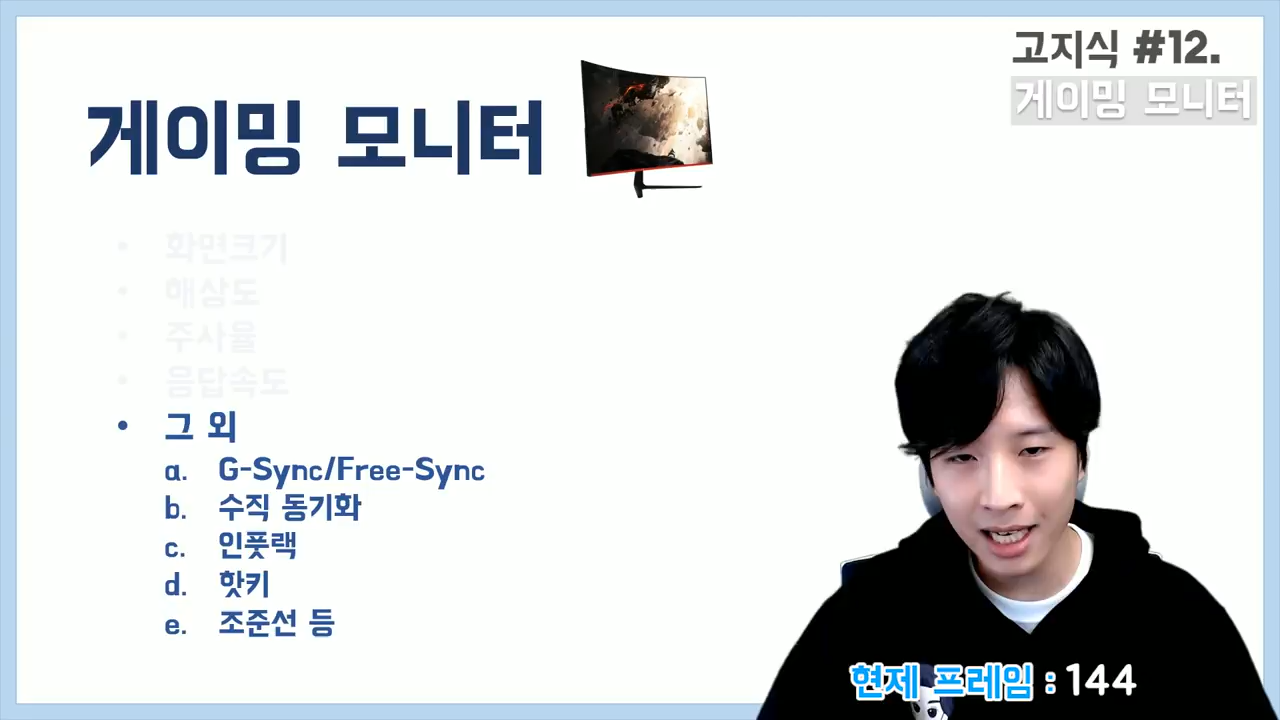 고지식 #12.
게이밍 모니터
게이밍 모니터
• 화면크기
• 해상도
• 주사율
• 응답속도
• 그 외
a. G-Sync/Free-Sync
b. 수직 동기화
c. 인풋랙
d. 핫키
e. 조준선 등
현제 프레임 : 144